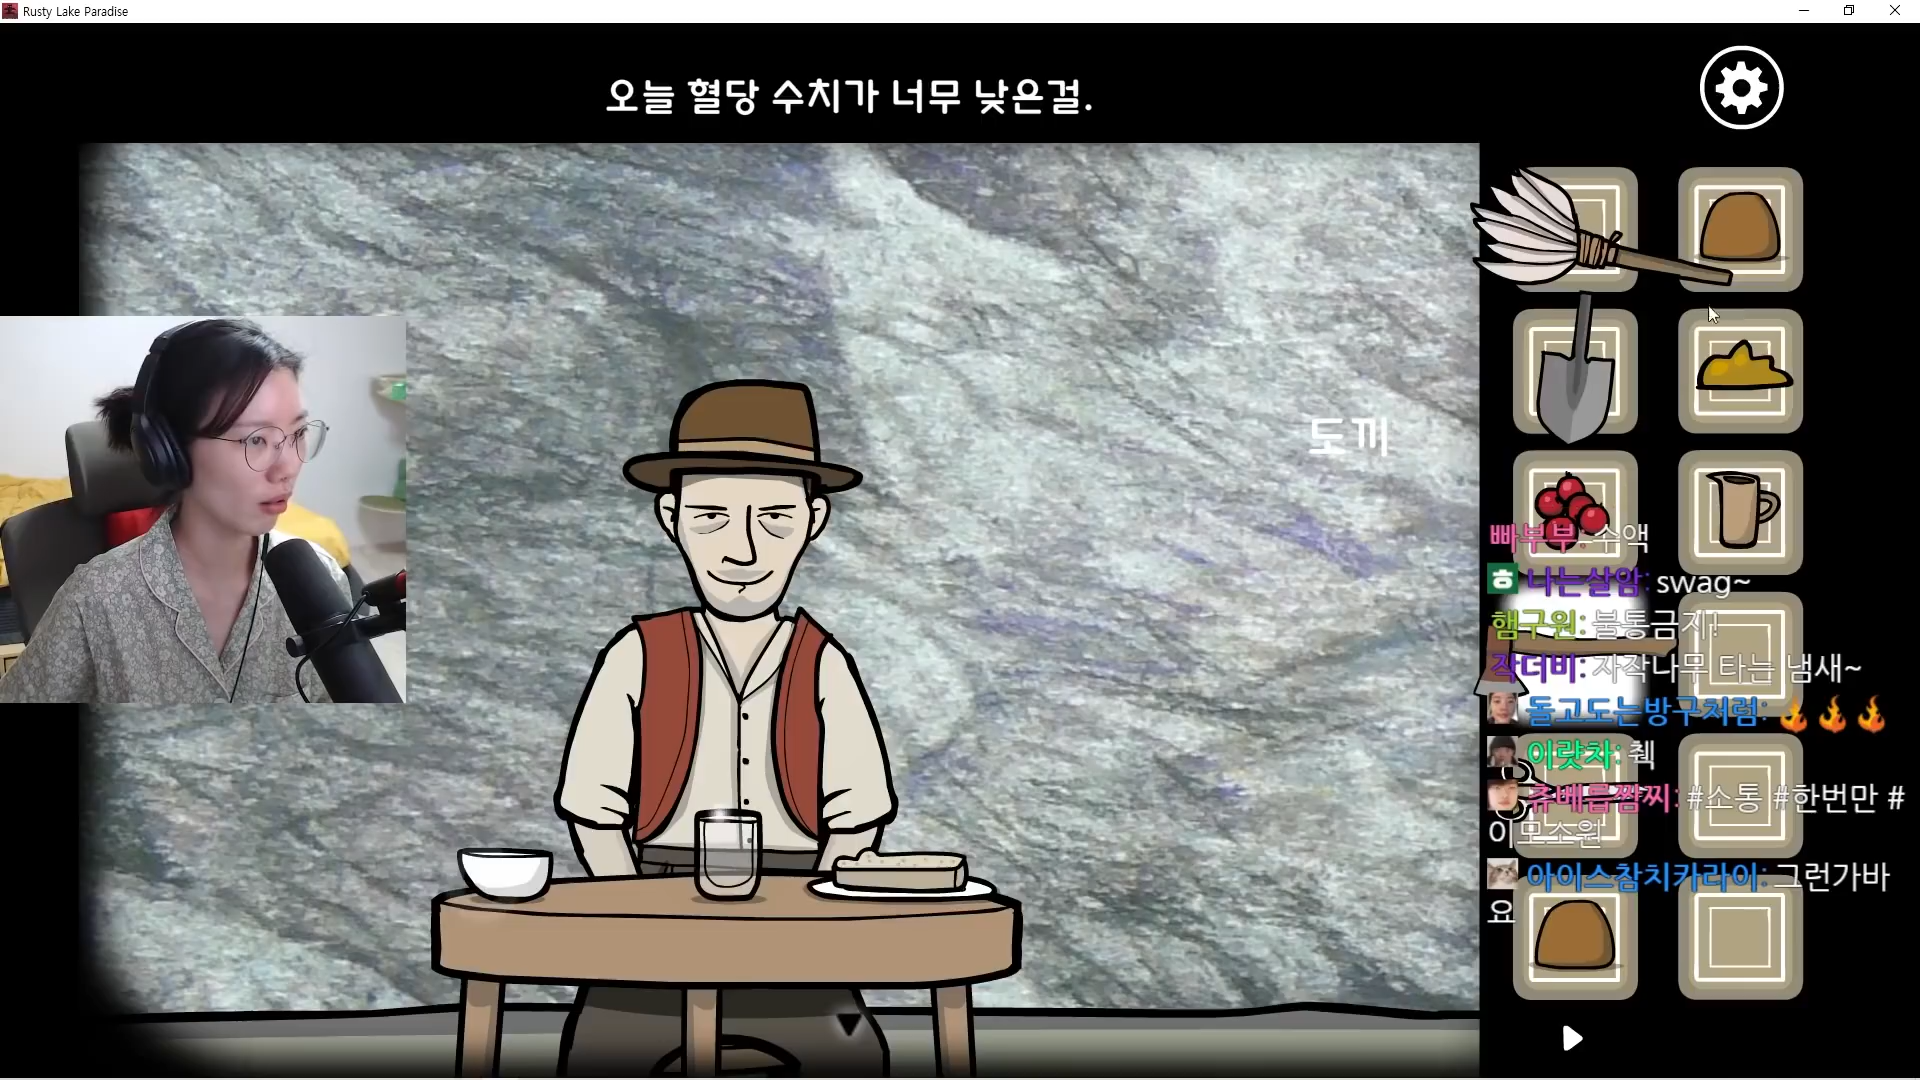 Rusty Lake Paradise
오늘 혈당 수치가 너무 낮은걸.
도끼
빠부부: 수액
ㅎ 나는살암: swag~
햄구원: 불통금지!
작더비: 자작나무 타는 냄새~
돌고도는방구처럼: 🔥🔥🔥
이럇차: 췍
츄베릅짬찌: #소통 #한번만 #
이모소원
아이스참치카라이: 그런가바
요